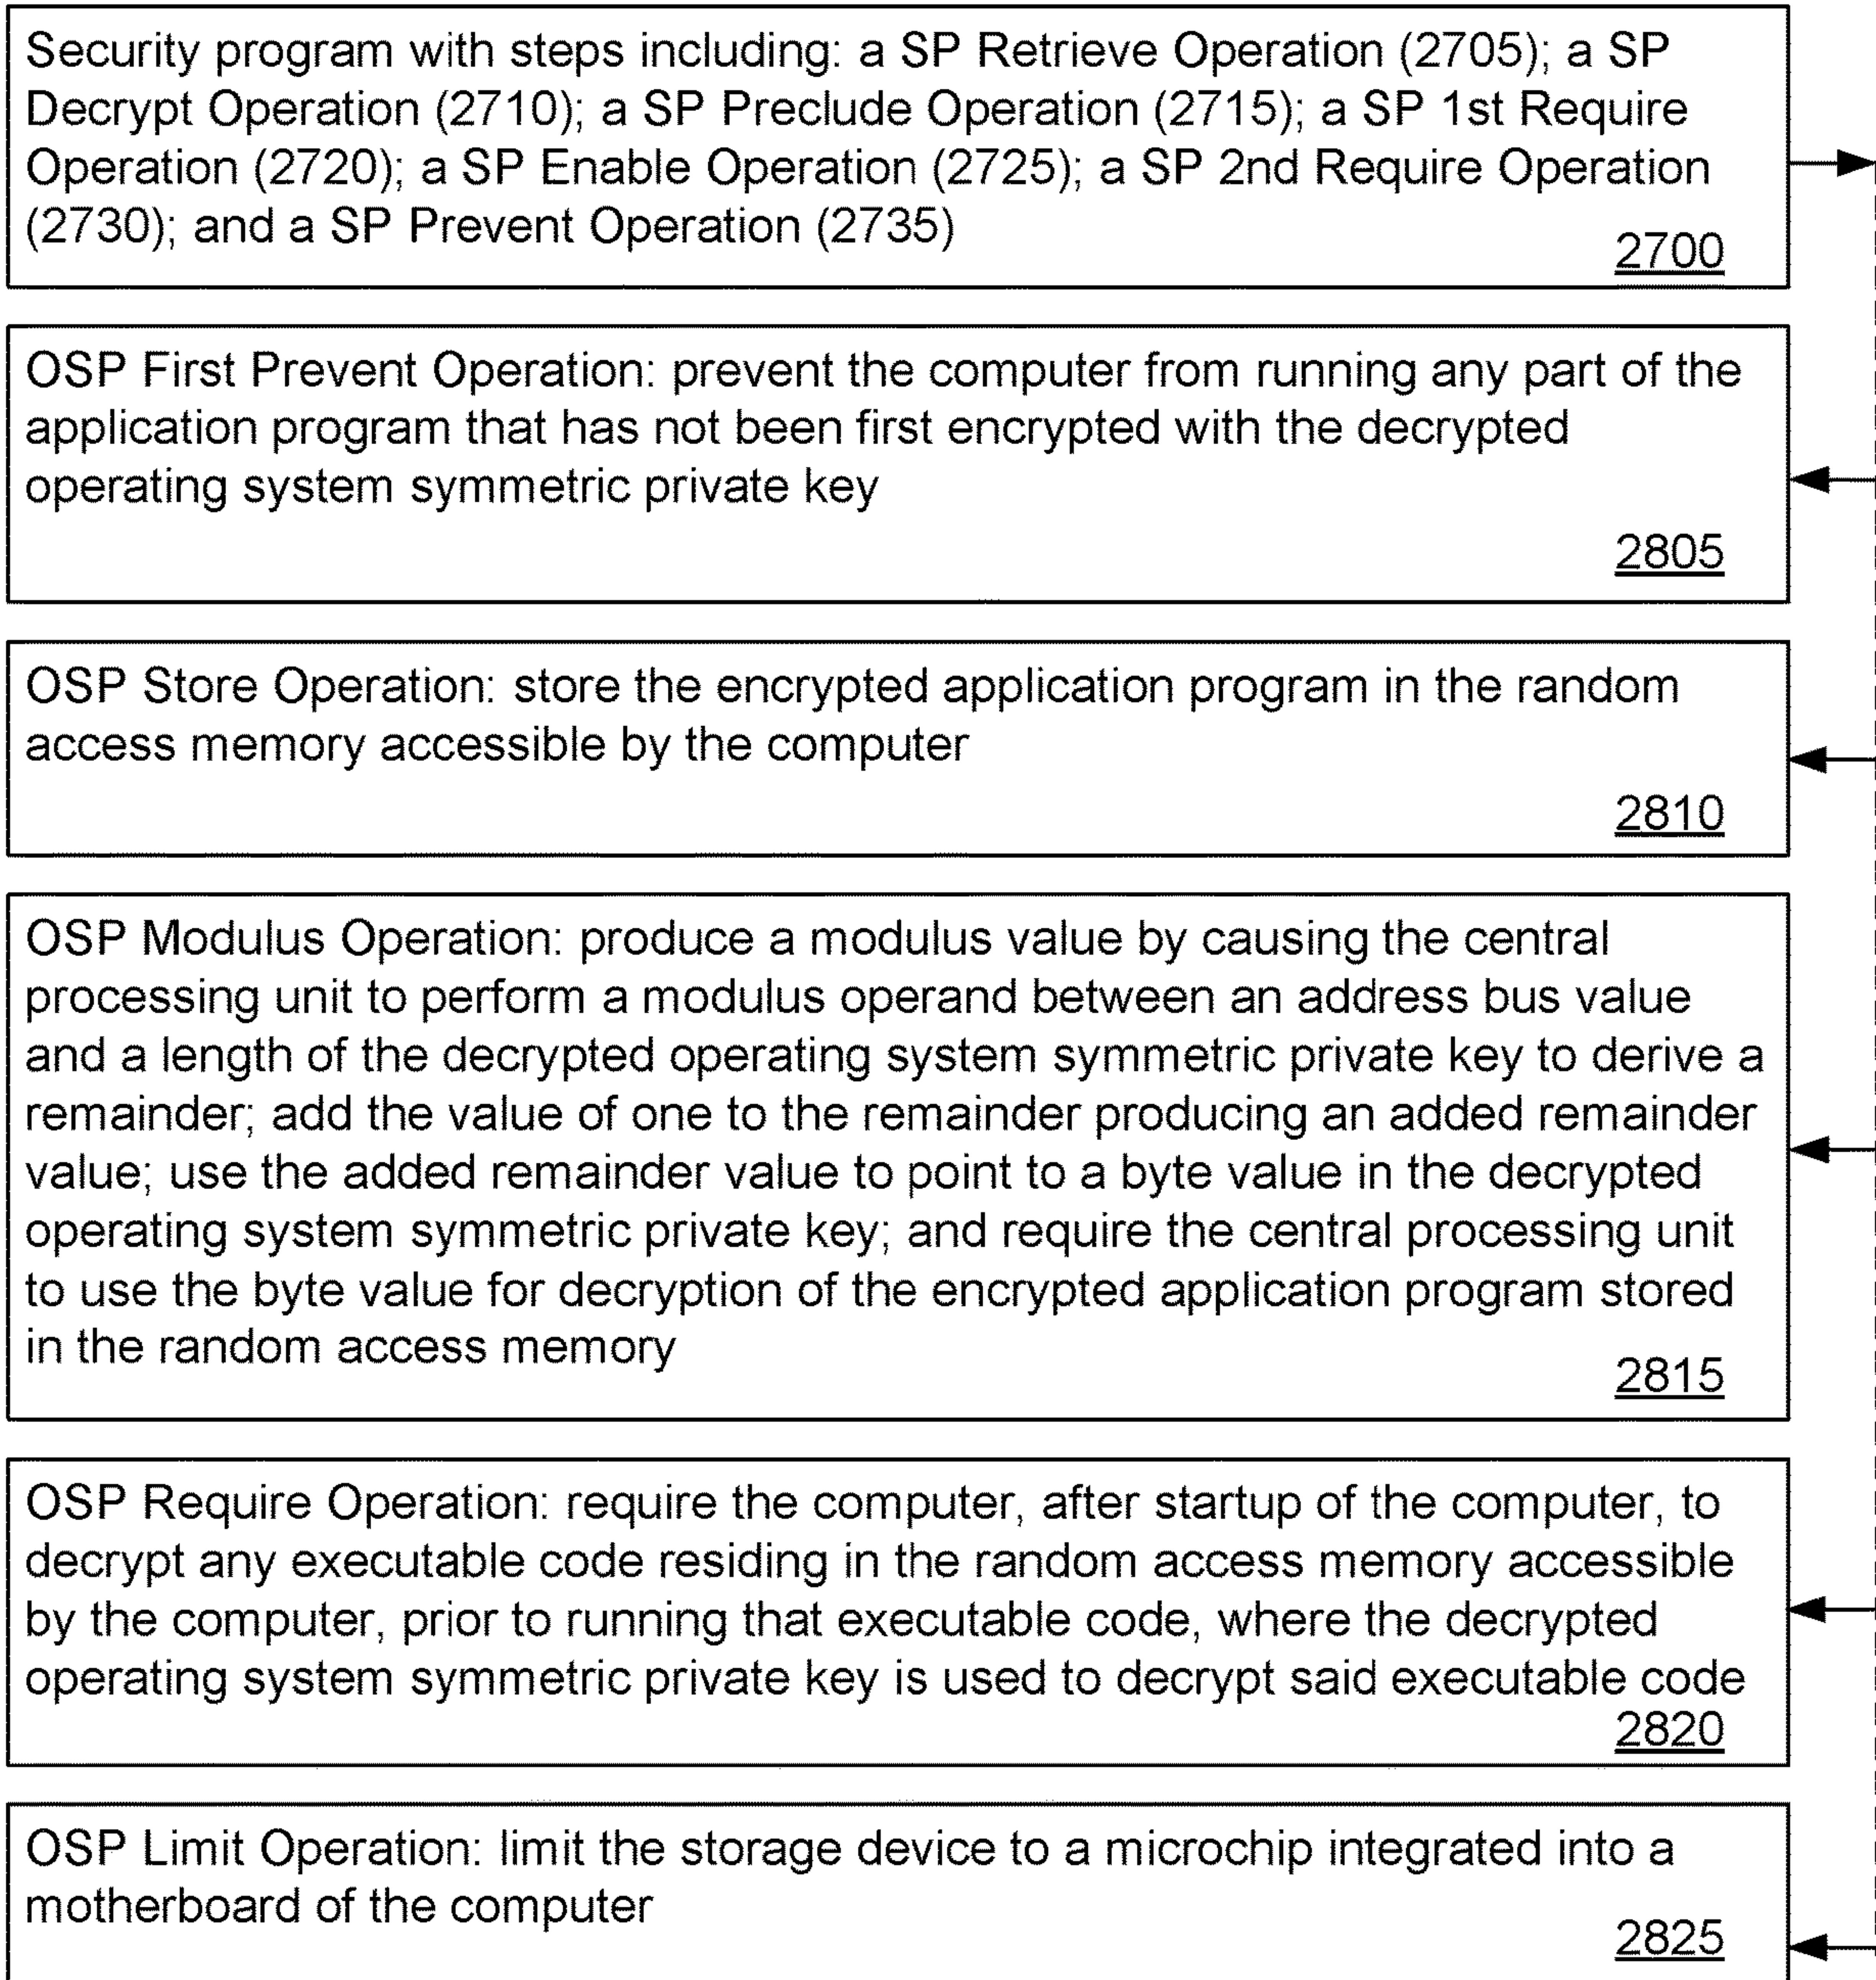 Security program with steps including: a SP Retrieve Operation (2705); a SP
Decrypt Operation (2710); a SP Preclude Operation (2715); a SP 1st Require
Operation (2720); a SP Enable Operation (2725); a SP 2nd Require Operation
(2730); and a SP Prevent Operation (2735)
2700
OSP First Prevent Operation: prevent the computer from running any part of the
application program that has not been first encrypted with the decrypted
operating system symmetric private key
2805
OSP Store Operation: store the encrypted application program in the random
access memory accessible by the computer
2810
OSP Modulus Operation: produce a modulus value by causing the central
processing unit to perform a modulus operand between an address bus value
and a length of the decrypted operating system symmetric private key to derive a
remainder; add the value of one to the remainder producing an added remainder
value; use the added remainder value to point to a byte value in the decrypted
operating system symmetric private key; and require the central processing unit
to use the byte value for decryption of the encrypted application program stored
in the random access memory
2815
OSP Require Operation: require the computer, after startup of the computer, to
decrypt any executable code residing in the random access memory accessible
by the computer, prior to running that executable code, where the decrypted
operating system symmetric private key is used to decrypt said executable code
2820
OSP Limit Operation: limit the storage device to a microchip integrated into a
motherboard of the computer
2825